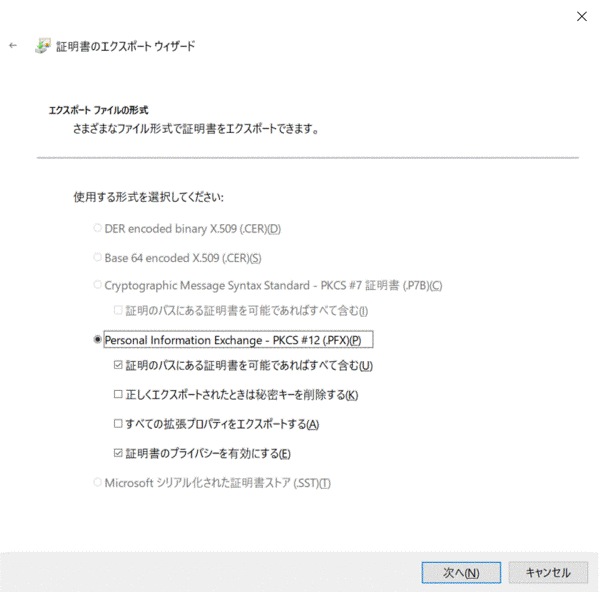 証明書のエクスポート ウィザード
エクスポート ファイルの形式
さまざまなファイル形式で証明書をエクスポートできます。
使用する形式を選択してください:
DER encoded binary X.509 (.CER)(D)
Base 64 encoded X.509 (.CER)(S)
Cryptographic Message Syntax Standard - PKCS #7 証明書 (.P7B)(C)
証明のパスにある証明書を可能であればすべて含む(I)
Personal Information Exchange - PKCS #12 (.PFX)(P)
証明のパスにある証明書を可能であればすべて含む(U)
正しくエクスポートされたときは秘密キーを削除する(K)
すべての拡張プロパティをエクスポートする(A)
証明書のプライバシーを有効にする(E)
Microsoft シリアル化された証明書ストア (.SST)(T)
次へ(N) キャンセル